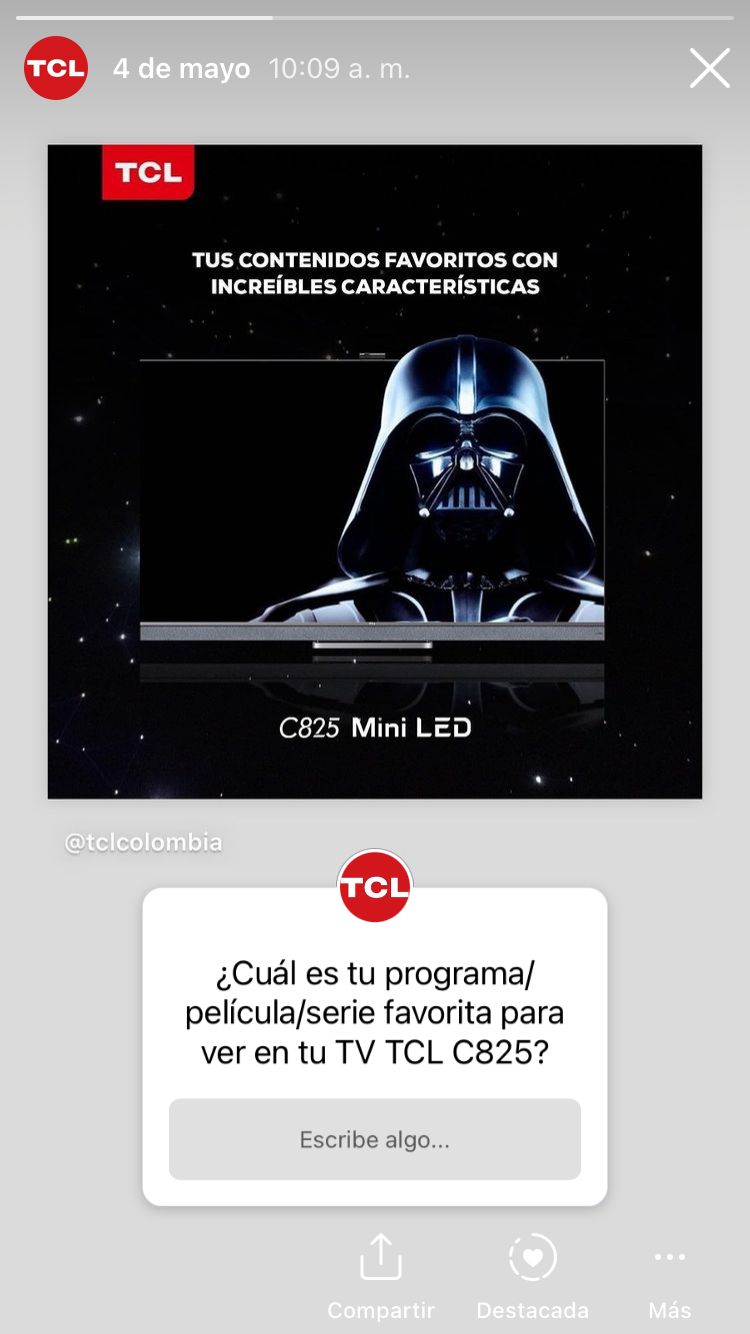 TCL
4 de mayo 10:09 a. m.
TCL
TUS CONTENIDOS FAVORITOS CON
INCREÍBLES CARACTERÍSTICAS
C825 Mini LED
@tclcolombia
TCL
¿Cuál es tu programa/
película/serie favorita para
ver en tu TV TCL C825?
Escribe algo...
Compartir
Destacada
Más